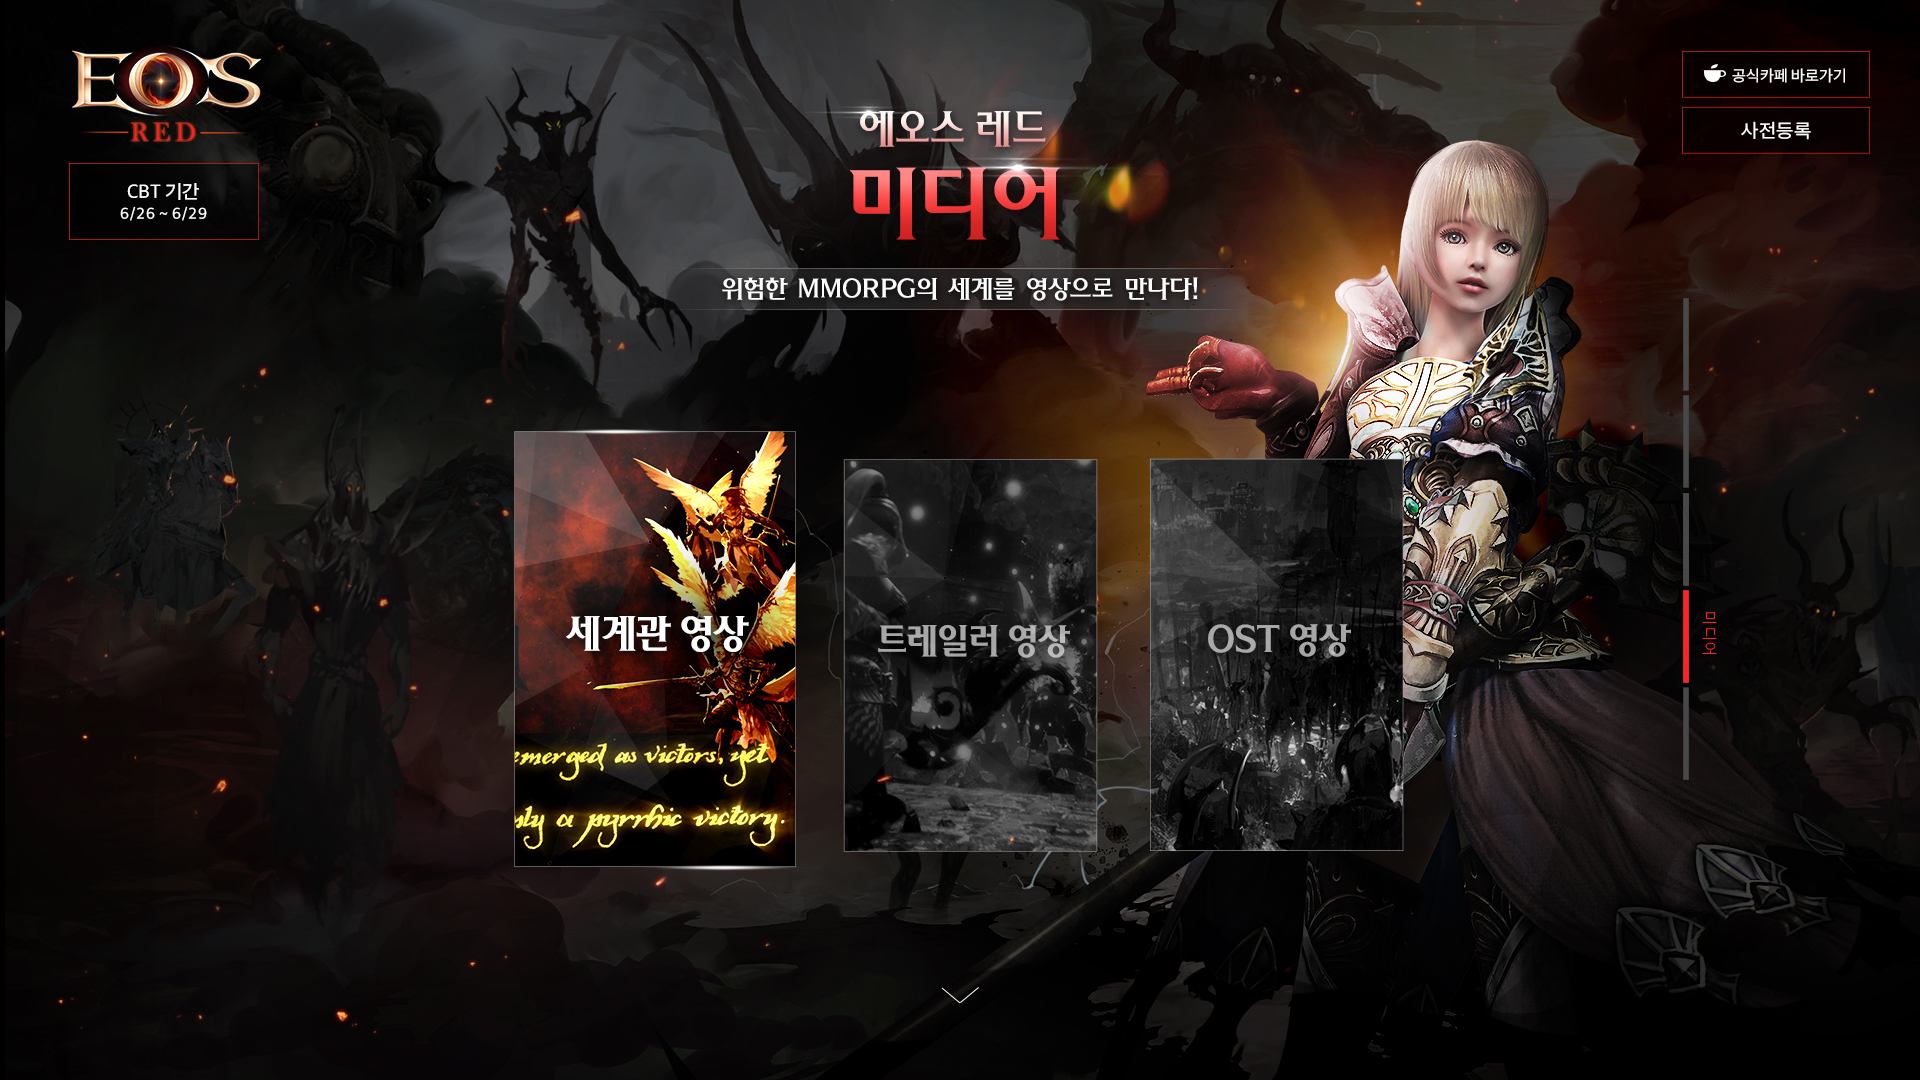 EOS
RED
CBT 기간
6/26 ~ 6/29
에오스 레드
미디어
위험한 MMORPG의 세계를 영상으로 만나다!
공식카페 바로가기
사전등록
세계관 영상
emerged as victors, yet
only a pyrrhic victory.
트레일러 영상
OST 영상
미디어